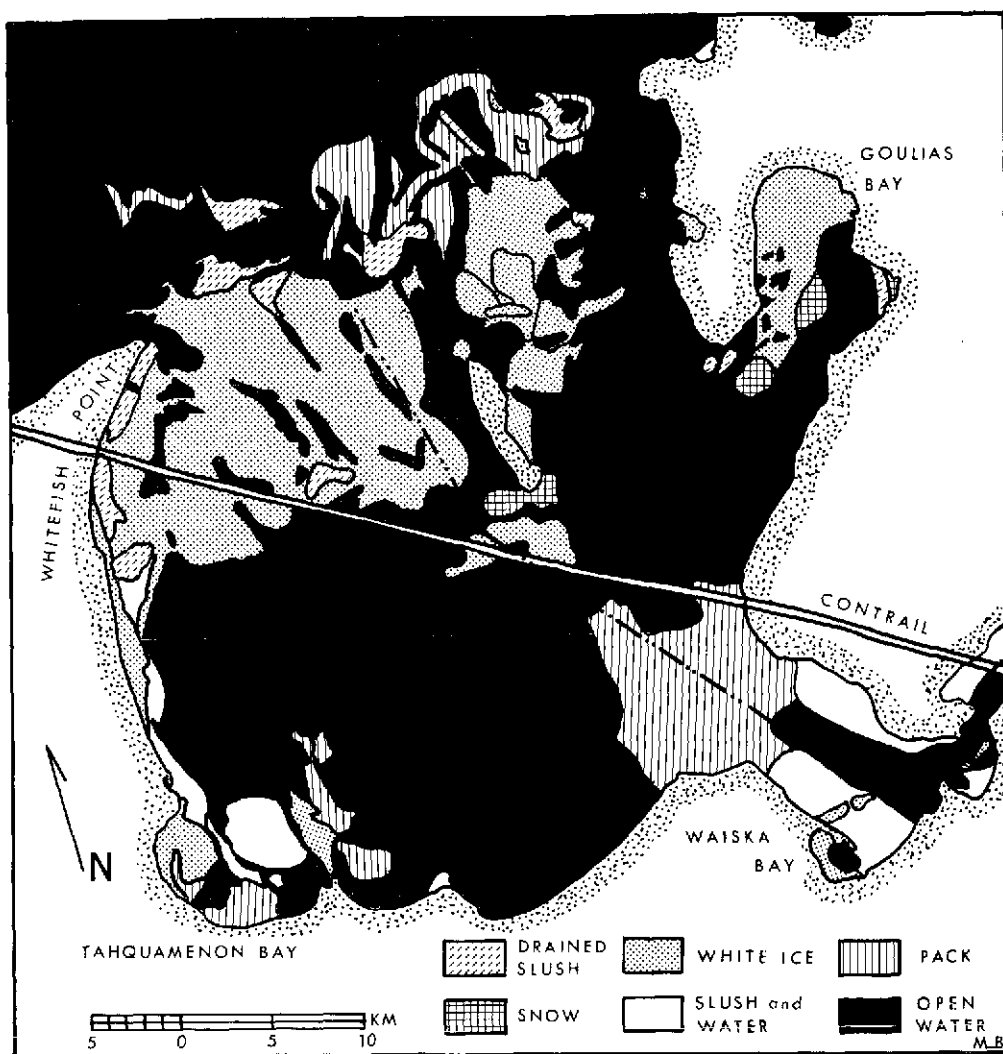 GOULIAS
BAY
POINT
WHITEFISH
CONTRAIL
WAISKA
BAY
N
TAHQUAMENON BAY
DRAINED
SLUSH
WHITE ICE
PACK
SNOW
SLUSH and
WATER
OPEN
WATER
KM
5 0 5 10
M B